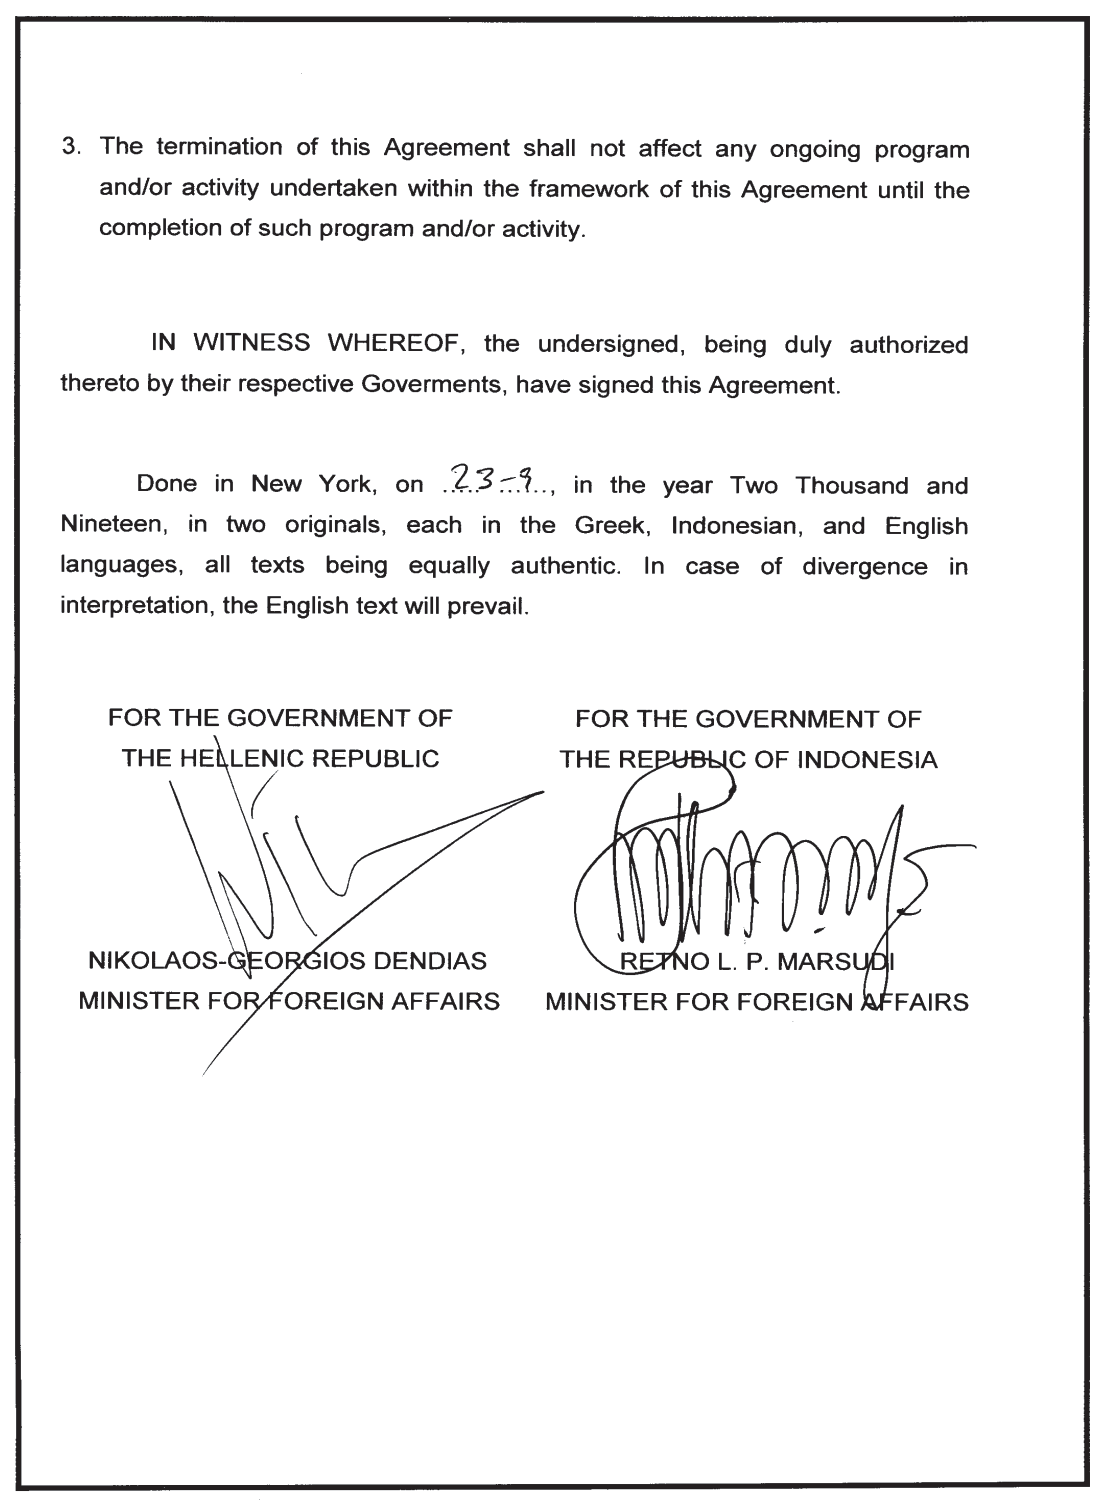 3. The termination of this Agreement shall not affect any ongoing program
and/or activity undertaken within the framework of this Agreement until the
completion of such program and/or activity.
IN WITNESS WHEREOF, the undersigned, being duly authorized
thereto by their respective Goverments, have signed this Agreement.
Done in New York, on 23-9, in the year Two Thousand and
Nineteen, in two originals, each in the Greek, Indonesian, and English
languages, all texts being equally authentic. In case of divergence in
interpretation, the English text will prevail.
FOR THE GOVERNMENT OF
THE HELLENIC REPUBLIC
NIKOLAOS-GEORGIOS DENDIAS
MINISTER FOR FOREIGN AFFAIRS
FOR THE GOVERNMENT OF
THE REPUBLIC OF INDONESIA
RETNO L. P. MARSUDI
MINISTER FOR FOREIGN AFFAIRS